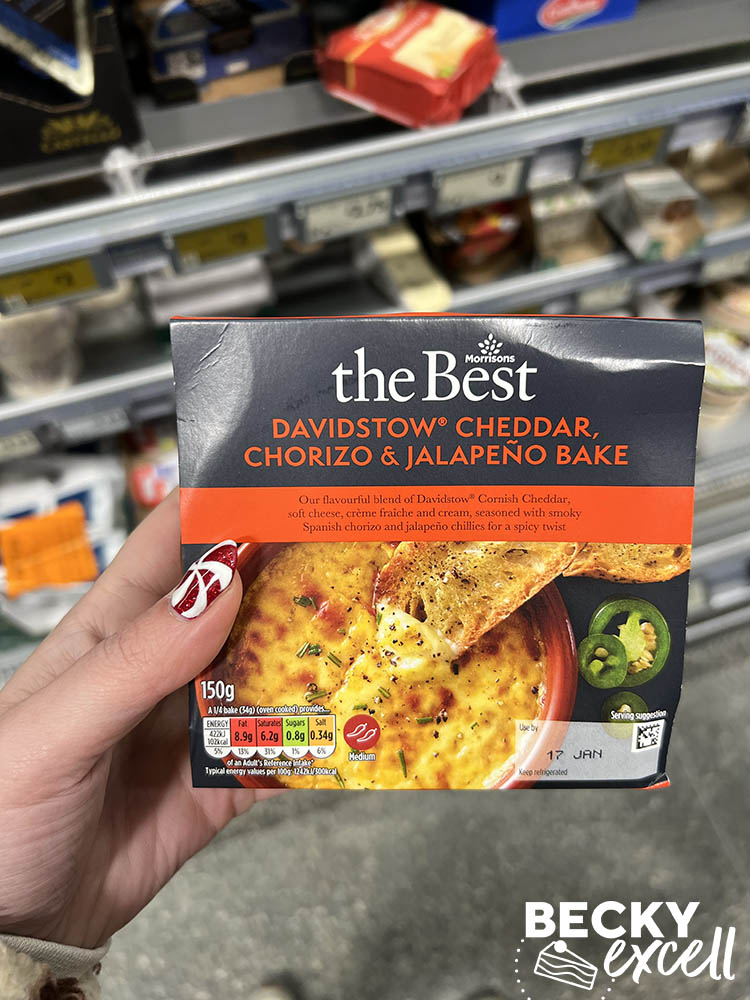 Morrisons
the Best
DAVIDSTOW® CHEDDAR,
CHORIZO & JALAPEÑO BAKE
Our flavourful blend of Davidstow® Cornish Cheddar,
soft cheese, crème fraîche and cream, seasoned with smoky
Spanish chorizo and jalapeño chillies for a spicy twist
150g
A 1/4 bake (34g) (oven cooked) provides...
ENERGY Fat Saturates Sugars Salt
422kJ
102kcal 8.9g 6.2g 0.8g 0.34g
5% 13% 31% 1% 6%
of an Adult's Reference Intake*
Typical energy values per 100g: 1242kJ/300kcal
Medium
Serving suggestion
Use by
17 JAN
Keep refrigerated
BECKY
excell